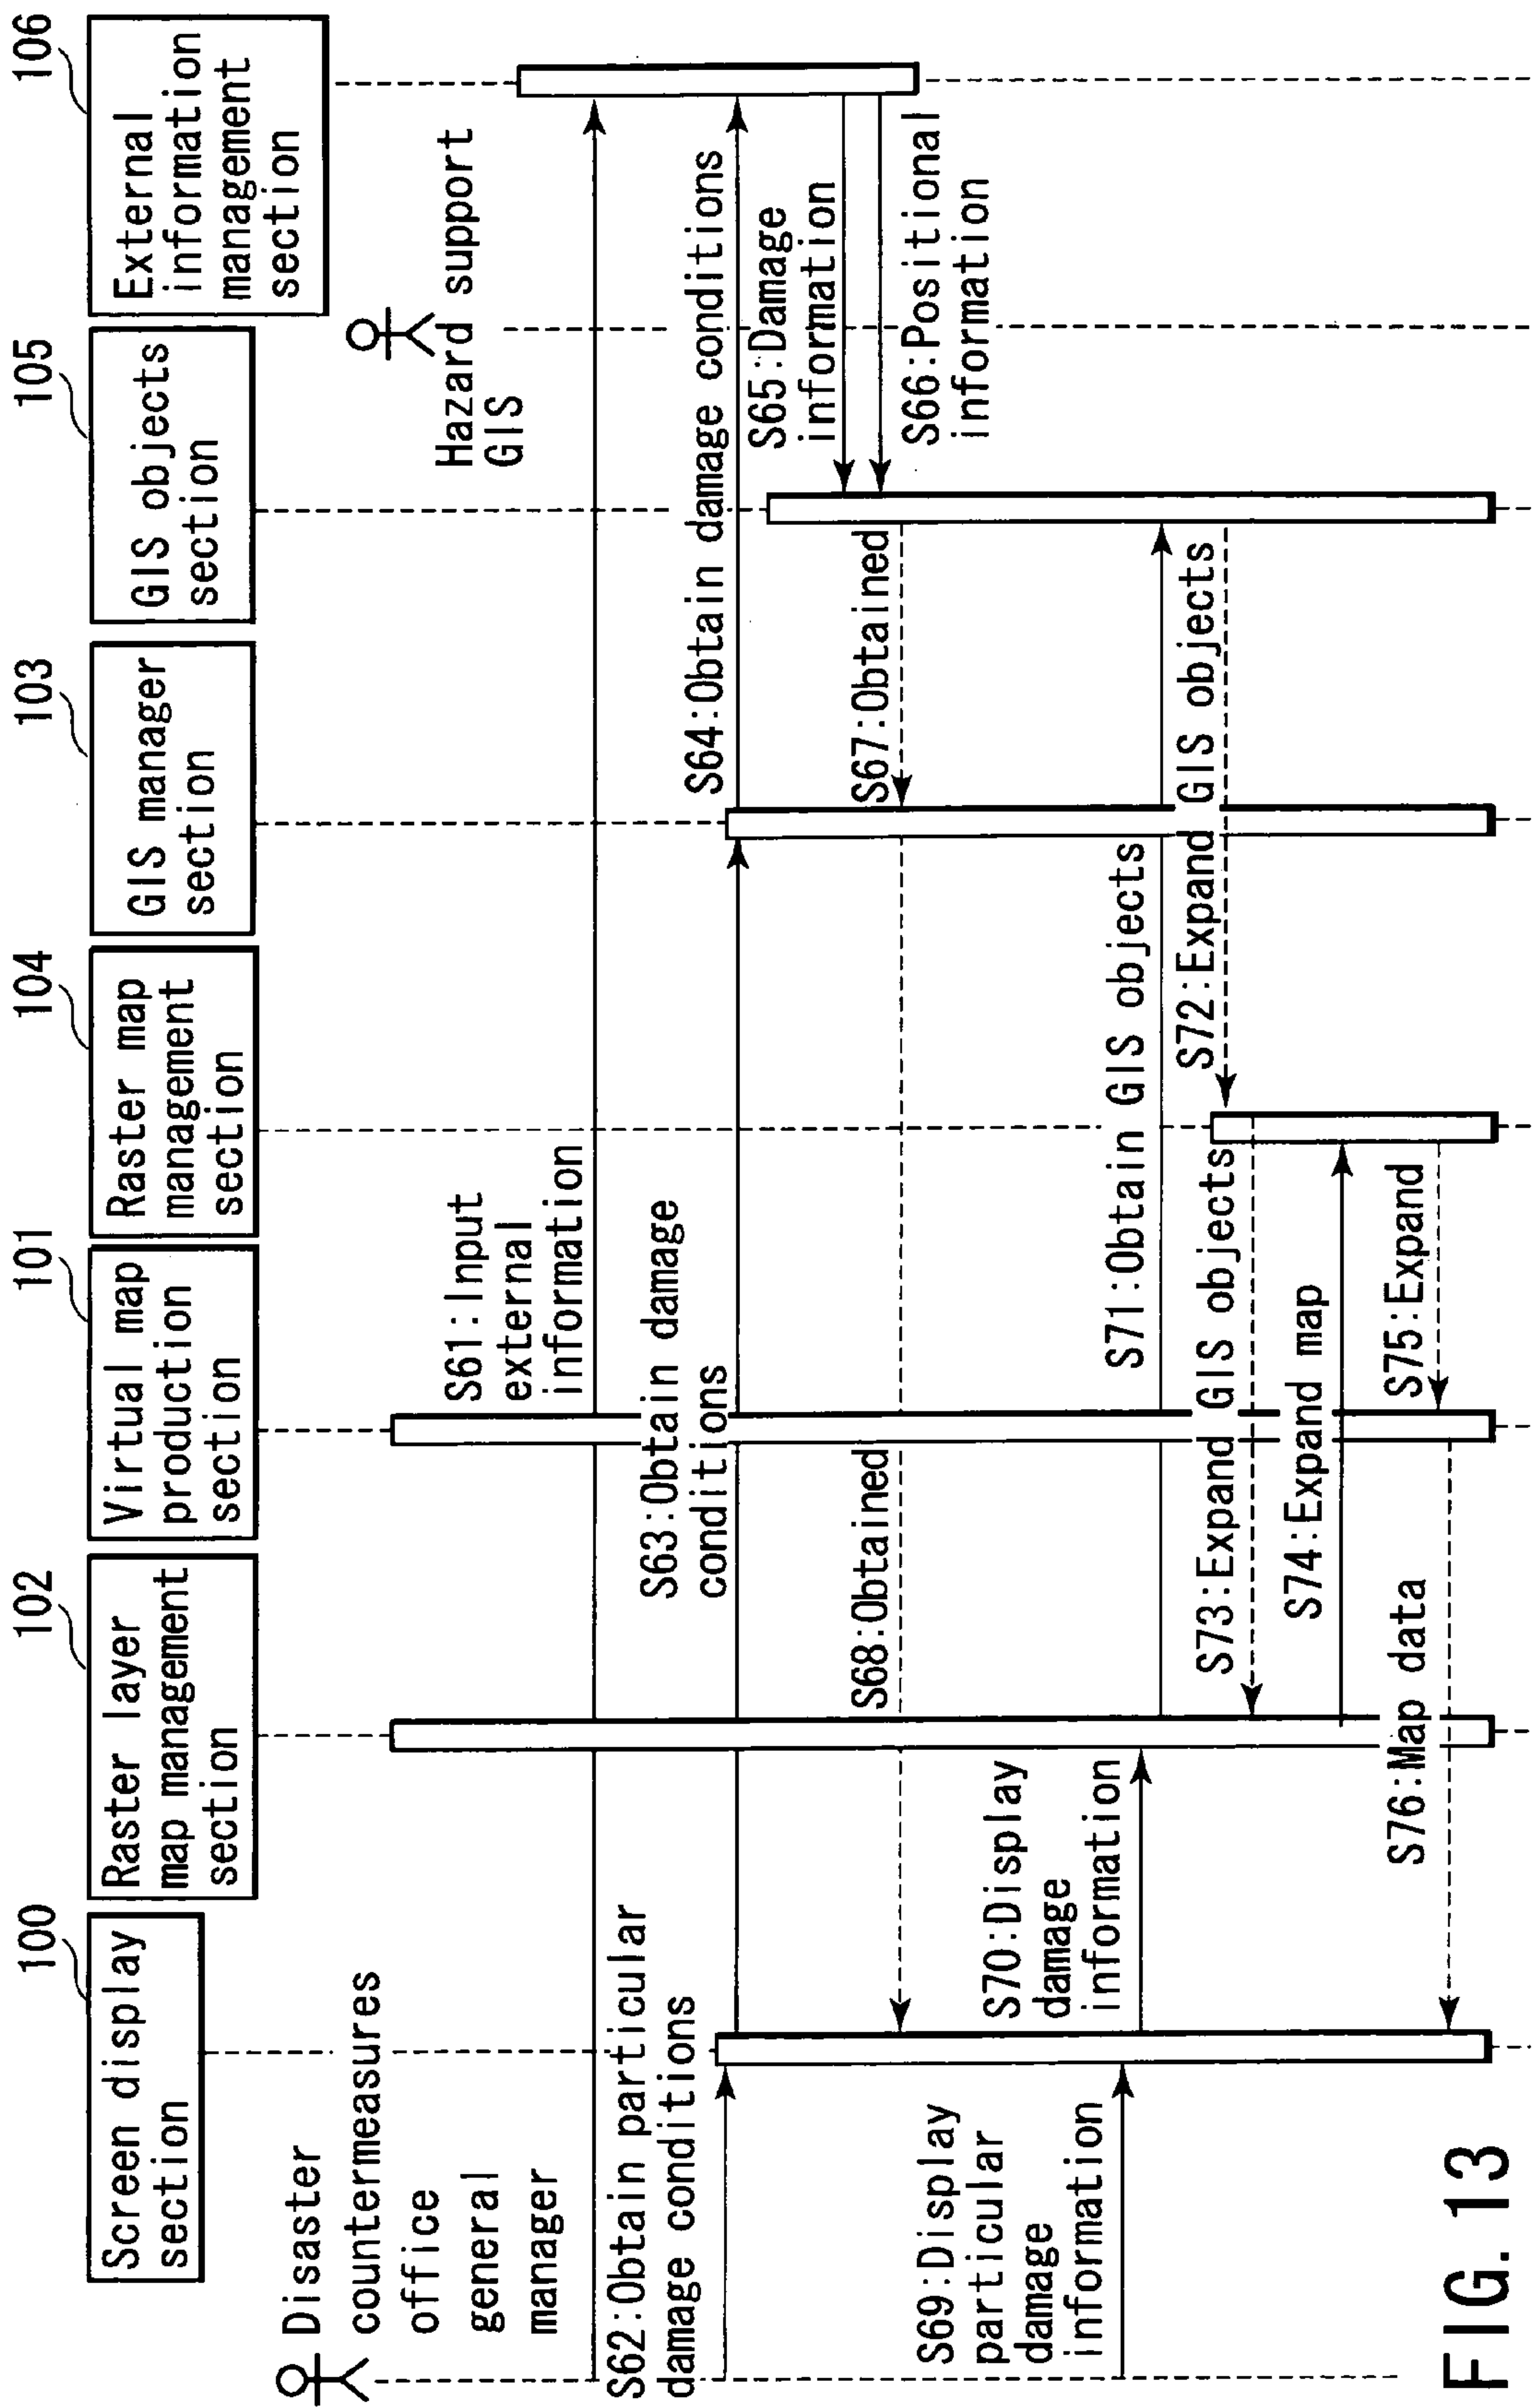 100
Screen display
section
102
Raster layer
map management
section
101
Virtual map
production
section
104
Raster map
management
section
103
GIS manager
section
105
GIS objects
section
106
External
information
management
section
Disaster
countermeasures
office
general
manager
Hazard support
GIS
S61:Input
external
information
S62:Obtain particular
damage conditions
S63:Obtain damage
conditions
S64:Obtain damage conditions
S65:Damage
information
S66:Positional
information
S67:Obtained
S68:Obtained
S69:Display
particular
damage
information
S70:Display
damage
information
S71:Obtain GIS objects
S72:Expand GIS objects
S73:Expand GIS objects
S74:Expand map
S75:Expand
S76:Map data
FIG. 13